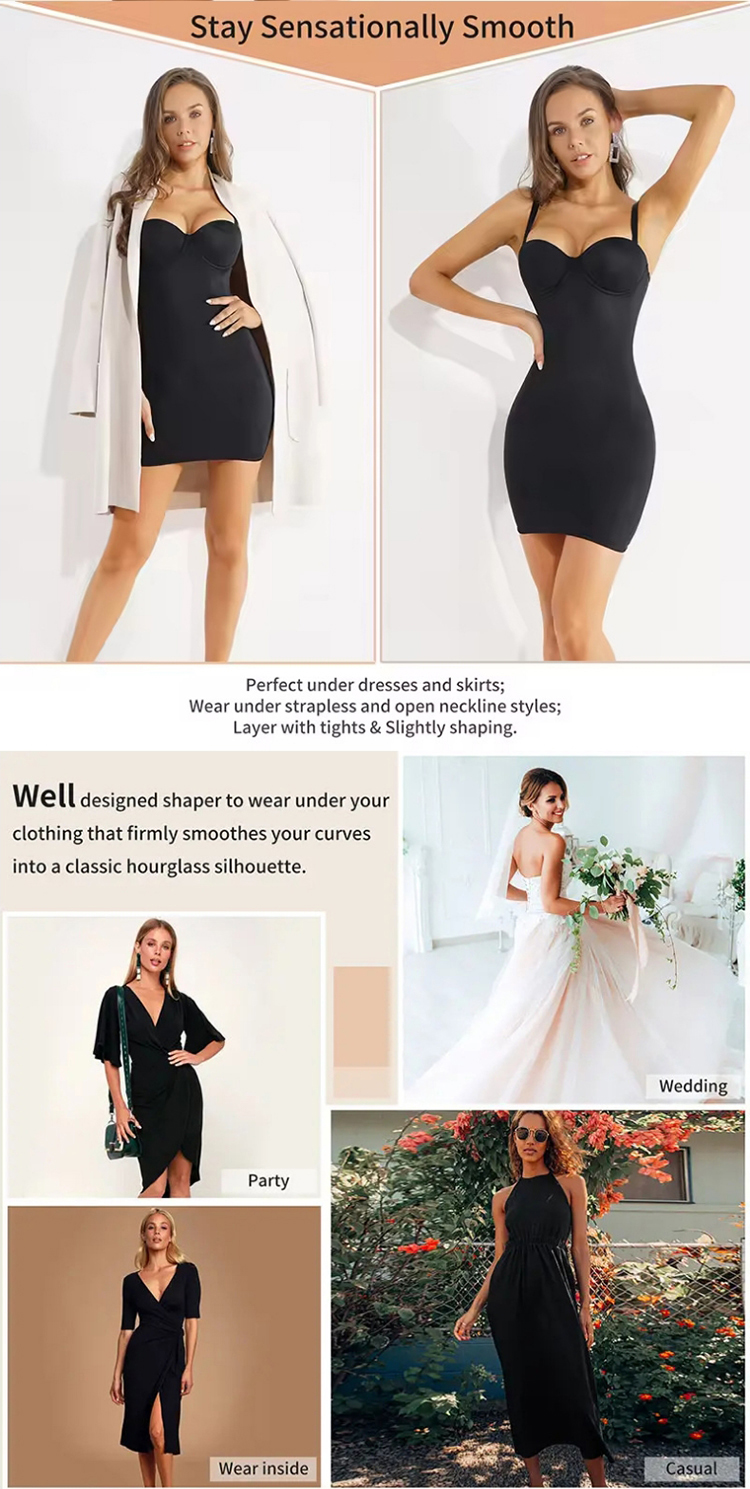 Stay Sensationally Smooth
Perfect under dresses and skirts;
Wear under strapless and open neckline styles;
Layer with tights & Slightly shaping.
Well designed shaper to wear under your
clothing that firmly smoothes your curves
into a classic hourglass silhouette.
Wedding
Party
Wear inside
Casual